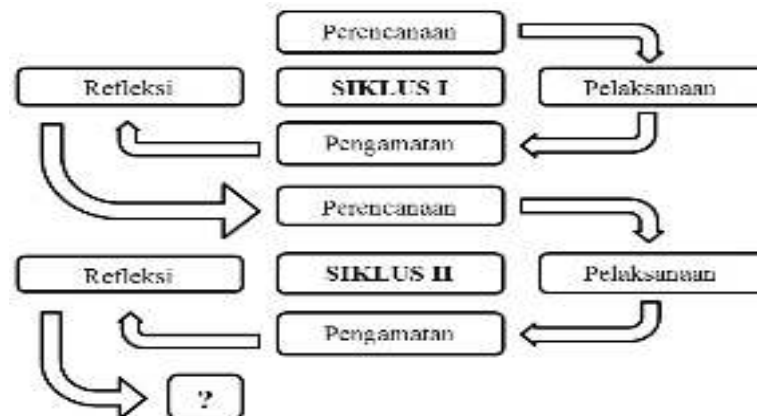 Perencanaan
Refleksi
SIKLUS I
Pelaksanaan
Pengamatan
Perencanaan
Refleksi
SIKLUS II
Pelaksanaan
Pengamatan
?